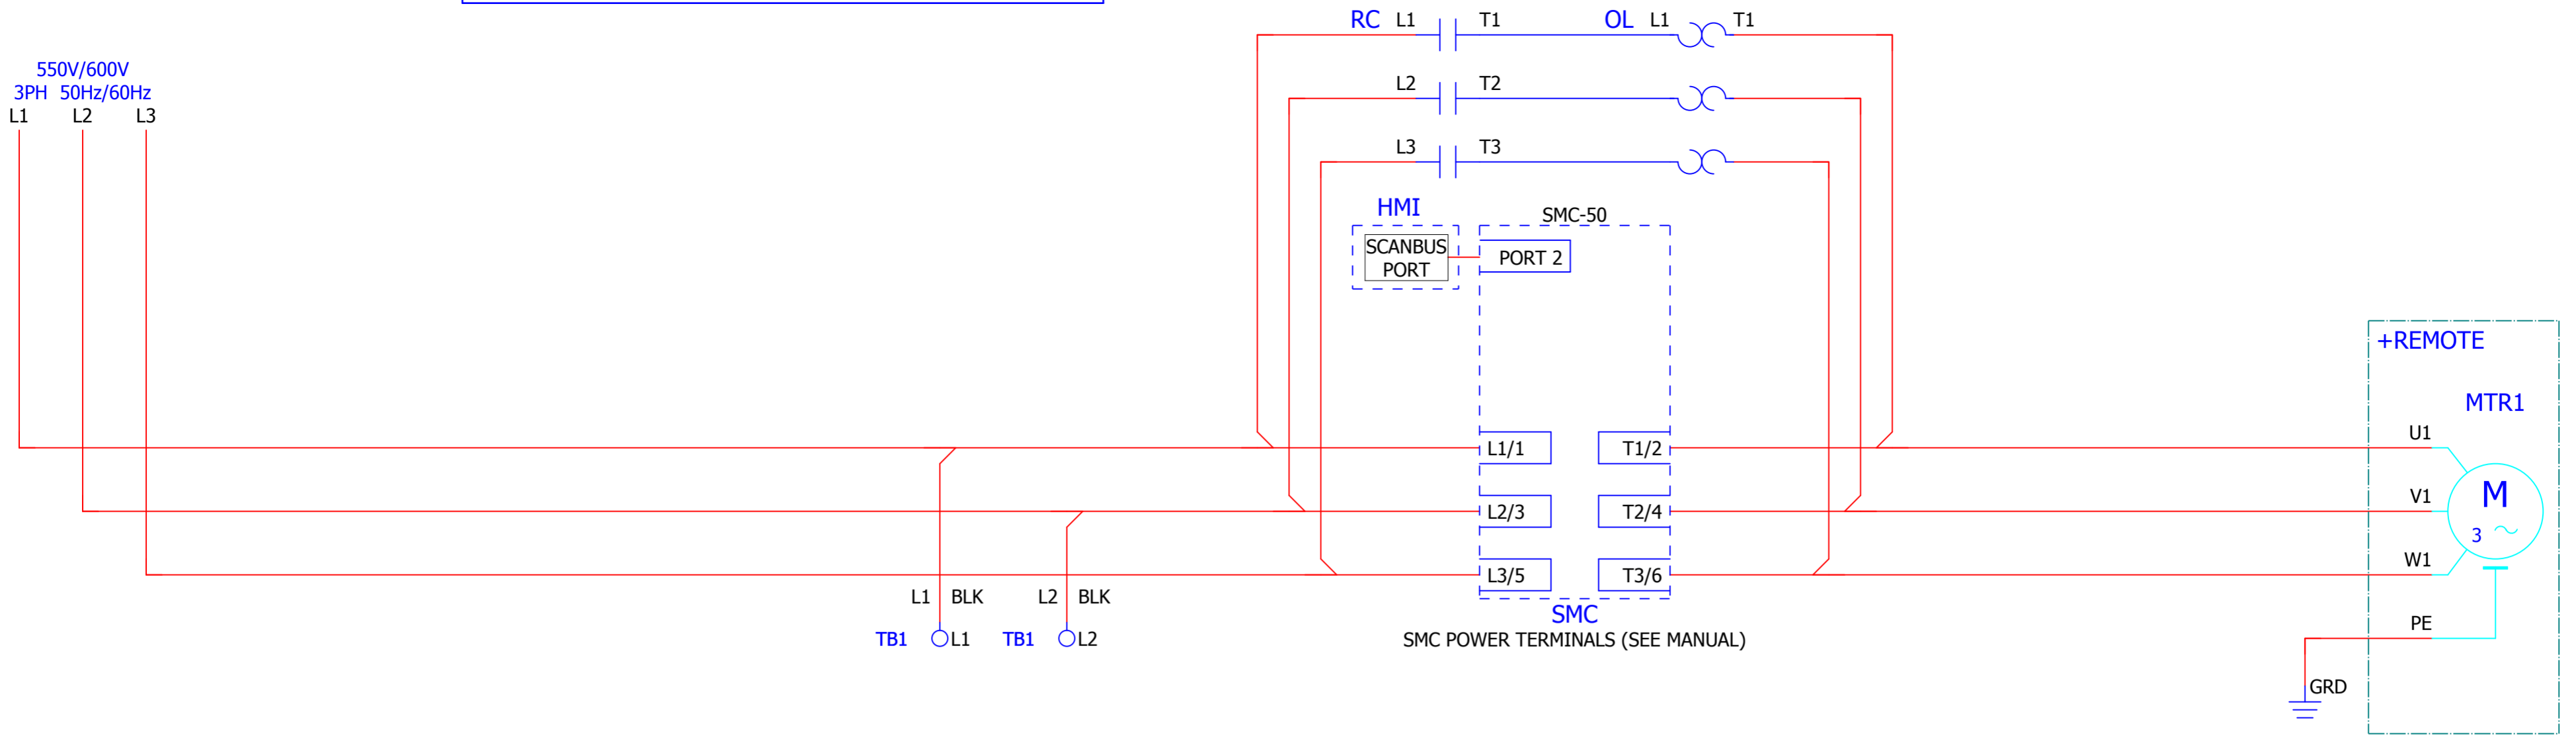 RC L1 T1 OL L1 T1
550V/600V
3PH 50Hz/60Hz
L1 L2 L3
L2 T2
L3 T3
HMI
SMC-50
SCANBUS
PORT
PORT 2
+REMOTE
MTR1
L1/1 T1/2 U1
L2/3 T2/4 V1
M
3 ~
L3/5 T3/6 W1
L1 BLK L2 BLK
SMC
TB1 L1 TB1 L2
SMC POWER TERMINALS (SEE MANUAL)
PE
GRD